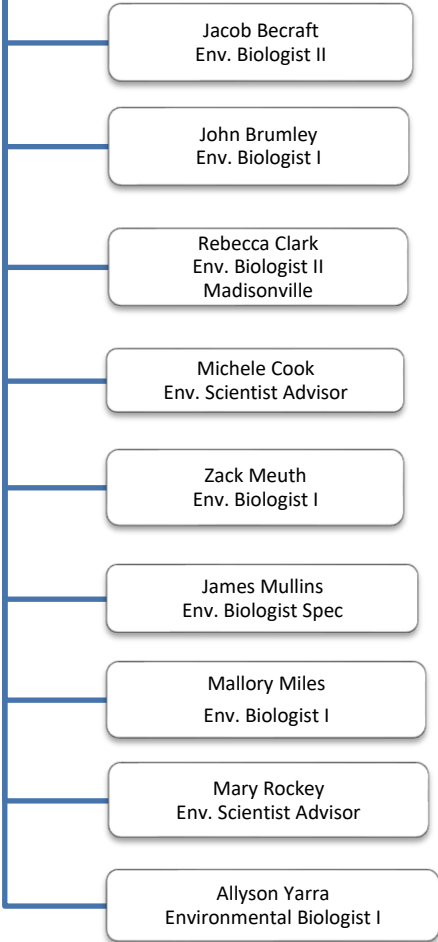 Jacob Becraft
Env. Biologist II
John Brumley
Env. Biologist I
Rebecca Clark
Env. Biologist II
Madisonville
Michele Cook
Env. Scientist Advisor
Zack Meuth
Env. Biologist I
James Mullins
Env. Biologist Spec
Mallory Miles
Env. Biologist I
Mary Rockey
Env. Scientist Advisor
Allyson Yarra
Environmental Biologist I